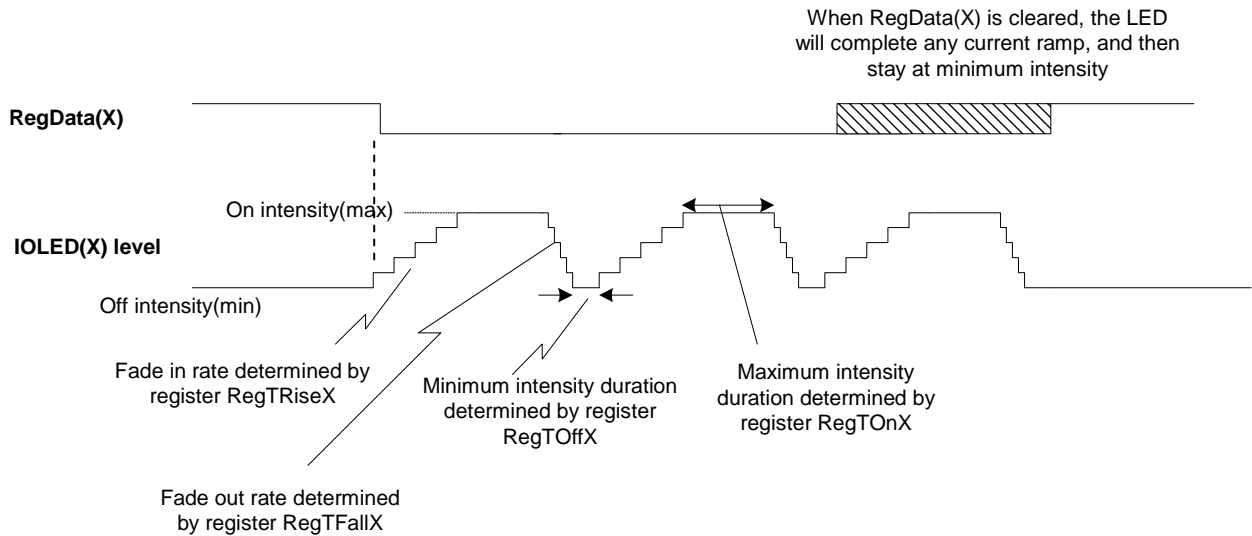 When RegData(X) is cleared, the LED
will complete any current ramp, and then
stay at minimum intensity
RegData(X)
On intensity(max)
IOLED(X) level
Off intensity(min)
Fade in rate determined by
register RegTRiseX
Minimum intensity duration
determined by register
RegTOffX
Maximum intensity
duration determined by
register RegTOnX
Fade out rate determined
by register RegTFallX